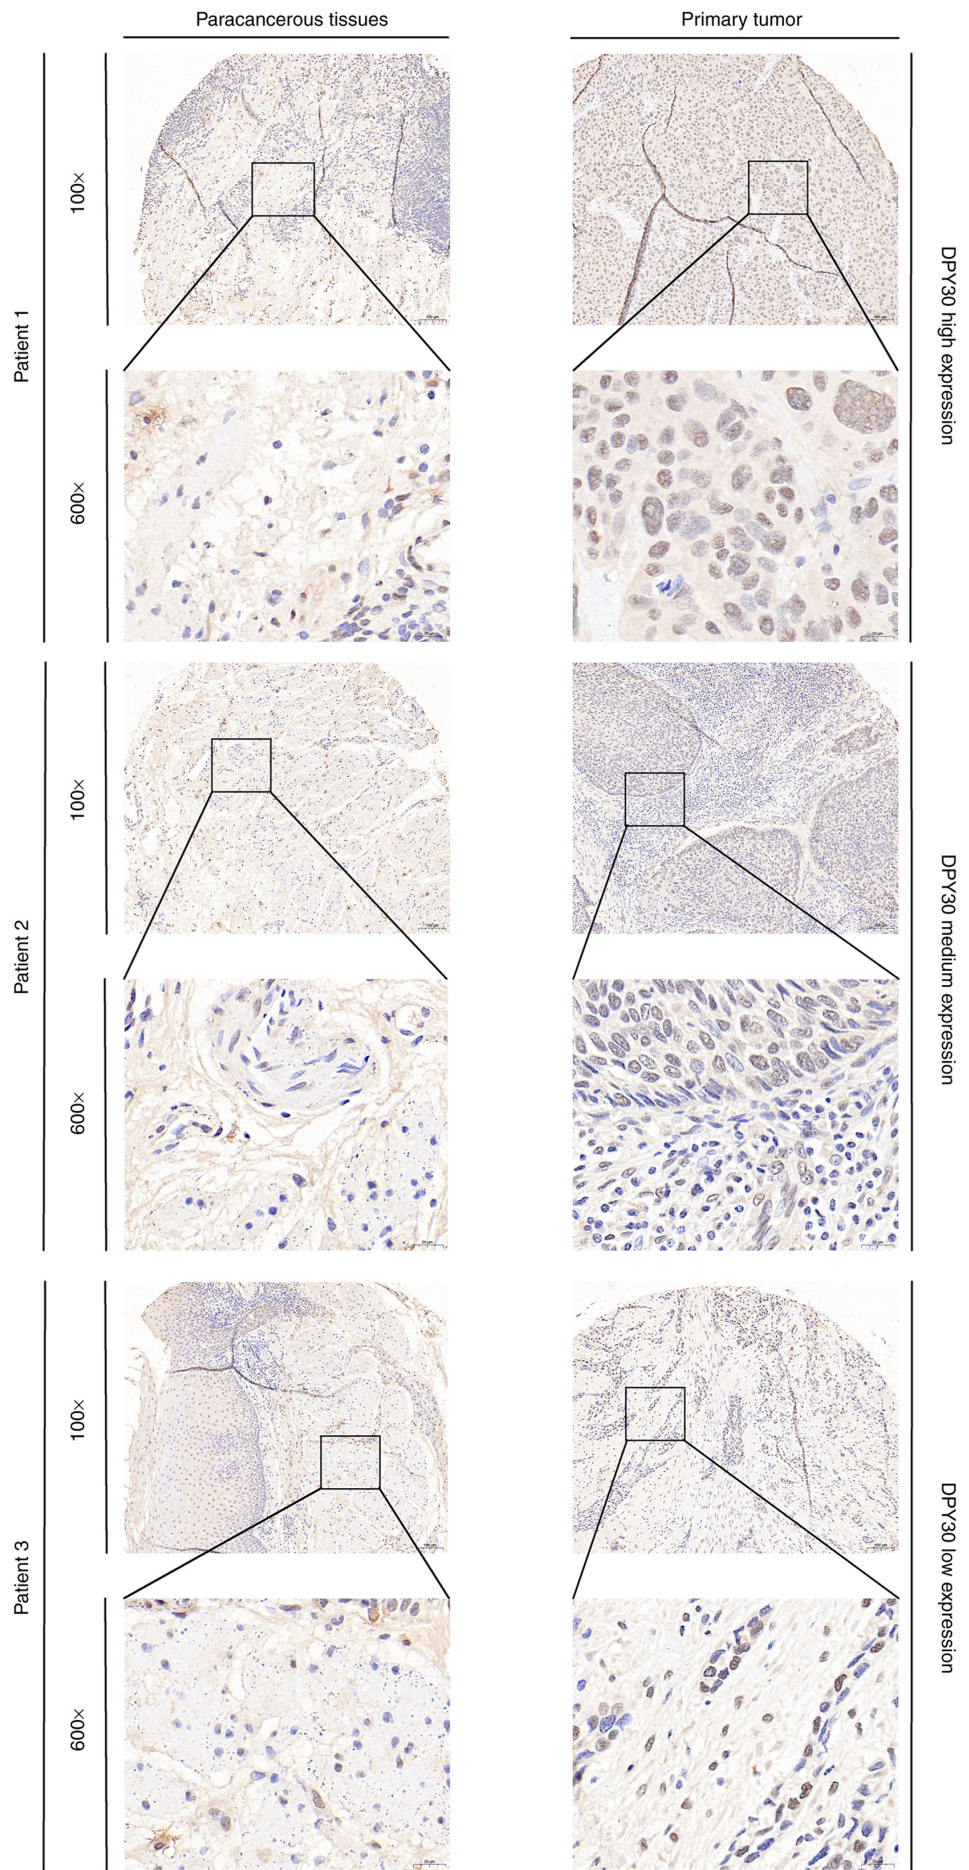 Paracancerous tissues
Primary tumor
Patient 1
100×
600×
DPY30 high expression
Patient 2
100×
600×
DPY30 medium expression
Patient 3
100×
600×
DPY30 low expression